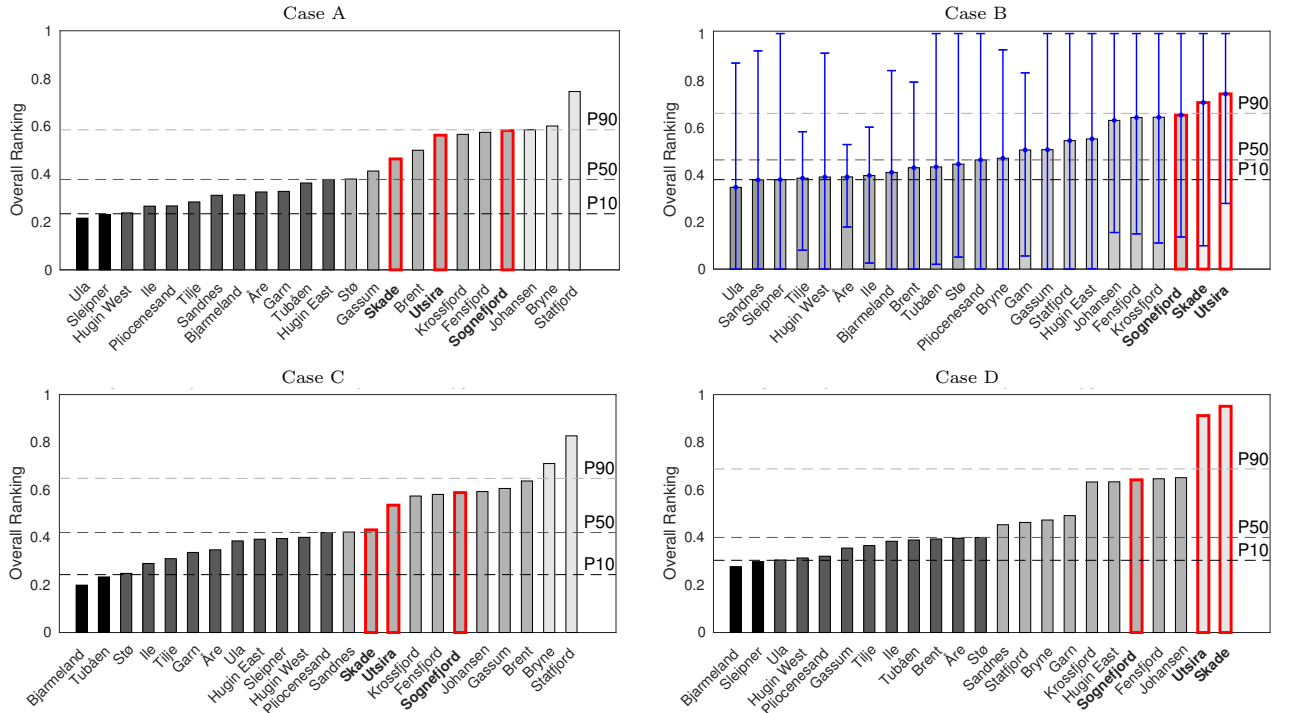 Case A
1
0.8
0.6
0.4
0.2
0
Overall Ranking
P90
P50
P10
Ula
Sleipner
Hugin West
Ile
Pliocenesand
Tilje
Sandnes
Bjarmeland
Åre
Garn
Tubåen
Hugin East
Stø
Gassum
Skade
Brent
Utsira
Krossfjord
Fensfjord
Sognefjord
Johansen
Bryne
Statfjord
Case B
1
0.8
0.6
0.4
0.2
0
Overall Ranking
P90
P50
P10
Ula
Sandnes
Sleipner
Tilje
Hugin West
Åre
Ile
Bjarmeland
Brent
Tubåen
Stø
Pliocenesand
Bryne
Garn
Gassum
Statfjord
Hugin East
Johansen
Fensfjord
Krossfjord
Sognefjord
Skade
Utsira
Case C
1
0.8
0.6
0.4
0.2
0
Overall Ranking
P90
P50
P10
Bjarmeland
Tubåen
Stø
Ile
Tilje
Garn
Åre
Ula
Hugin East
Sleipner
Hugin West
Pliocenesand
Sandnes
Skade
Utsira
Krossfjord
Fensfjord
Sognefjord
Johansen
Gassum
Brent
Bryne
Statfjord
Case D
1
0.8
0.6
0.4
0.2
0
Overall Ranking
P90
P50
P10
Bjarmeland
Sleipner
Ula
Hugin West
Pliocenesand
Gassum
Tilje
Ile
Tubåen
Brent
Åre
Stø
Sandnes
Statfjord
Bryne
Garn
Krossfjord
Hugin East
Sognefjord
Fensfjord
Johansen
Utsira
Skade